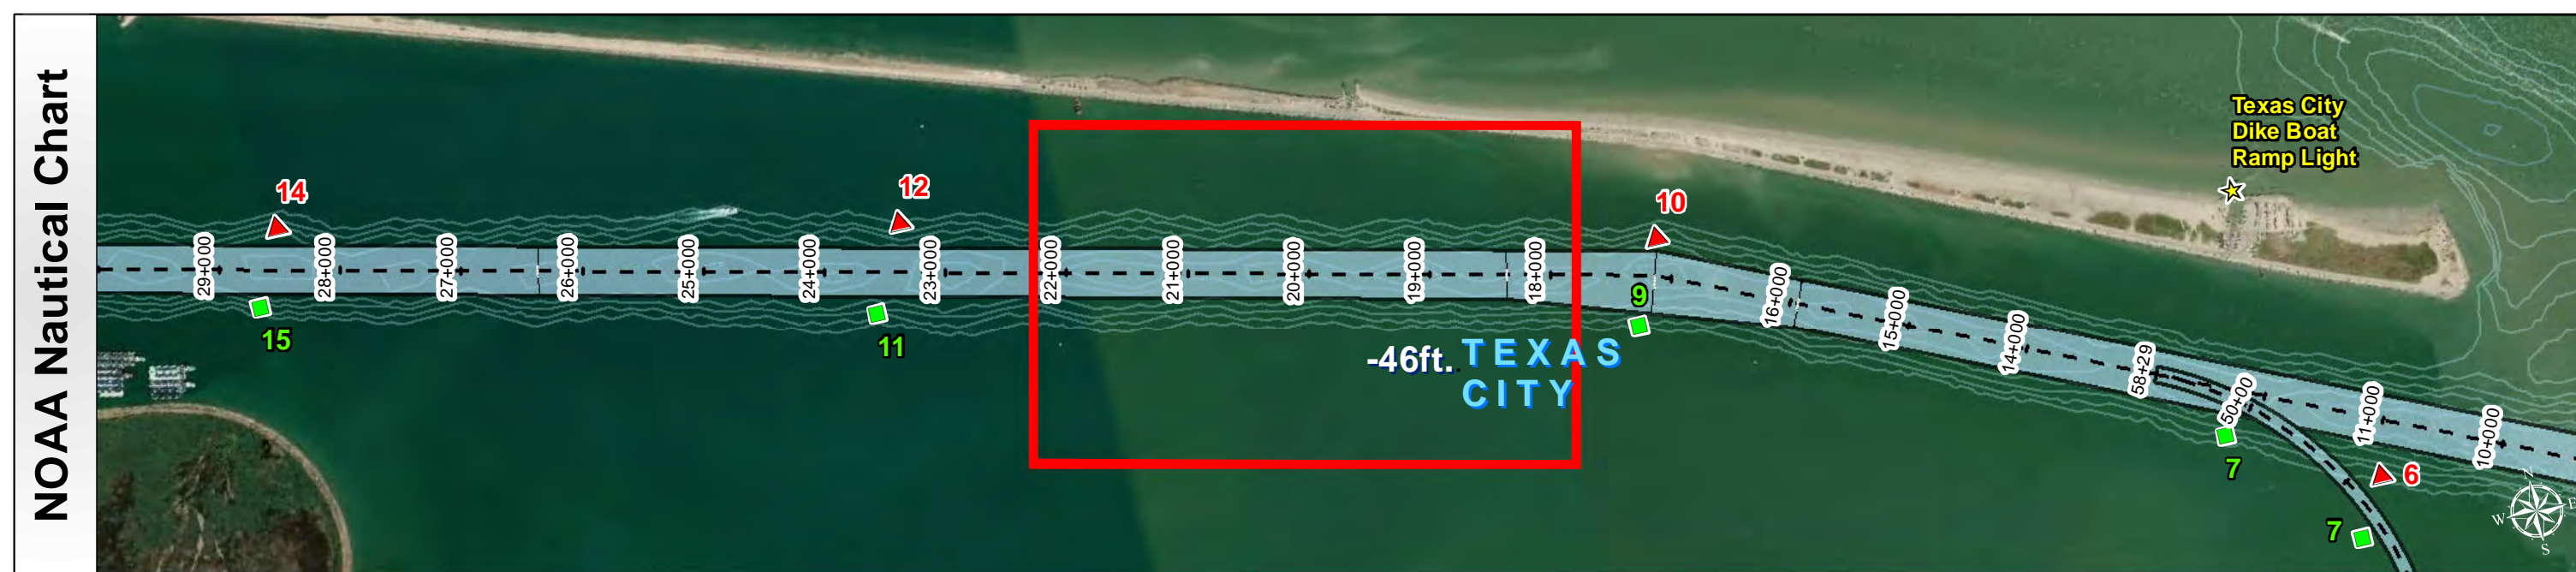 NOAA Nautical Chart
Texas City
Dike Boat
Ramp Light
14
12
10
29+000
28+000
27+000
26+000
25+000
24+000
23+000
22+000
21+000
20+000
19+000
18+000
16+000
15+000
14+000
58+29
50+00
11+000
10+000
15
11
9
-46ft.
TEXAS
CITY
7
6
7
N
W
E
S